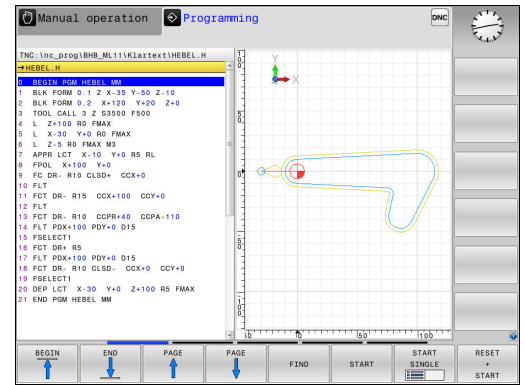 Manual operation
Programming
DNC
TNC:\nc_prog\BHB_ML11\Klartext\HEBEL.H
→HEBEL.H
0 BEGIN PGM HEBEL MM
1 BLK FORM 0.1 Z X-35 Y-50 Z-10
2 BLK FORM 0.2 X+120 Y+20 Z+0
3 TOOL CALL 3 Z S3500 F500
4 L Z+100 R0 FMAX
5 L X-30 Y+0 R0 FMAX
6 L Z-5 R0 FMAX M3
7 APPR LCT X-10 Y+0 R5 RL
8 FPOL X+100 Y+0
9 FC DR- R10 CLSD+ CCX+0
10 FLT
11 FCT DR- R15 CCX+100 CCY+0
12 FLT
13 FCT DR- R10 CCPR+40 CCPA-110
14 FLT PDX+100 PDY+0 D15
15 FSELECT1
16 FCT DR+ R5
17 FLT PDX+100 PDY+0 D15
18 FCT DR- R10 CLSD- CCX+0 CCY+0
19 FSELECT1
20 DEP LCT X-30 Y+0 Z+100 R5 FMAX
21 END PGM HEBEL MM
Y
X
50
100
BEGIN
END
PAGE
PAGE
FIND
START
START
SINGLE
RESET
+
START